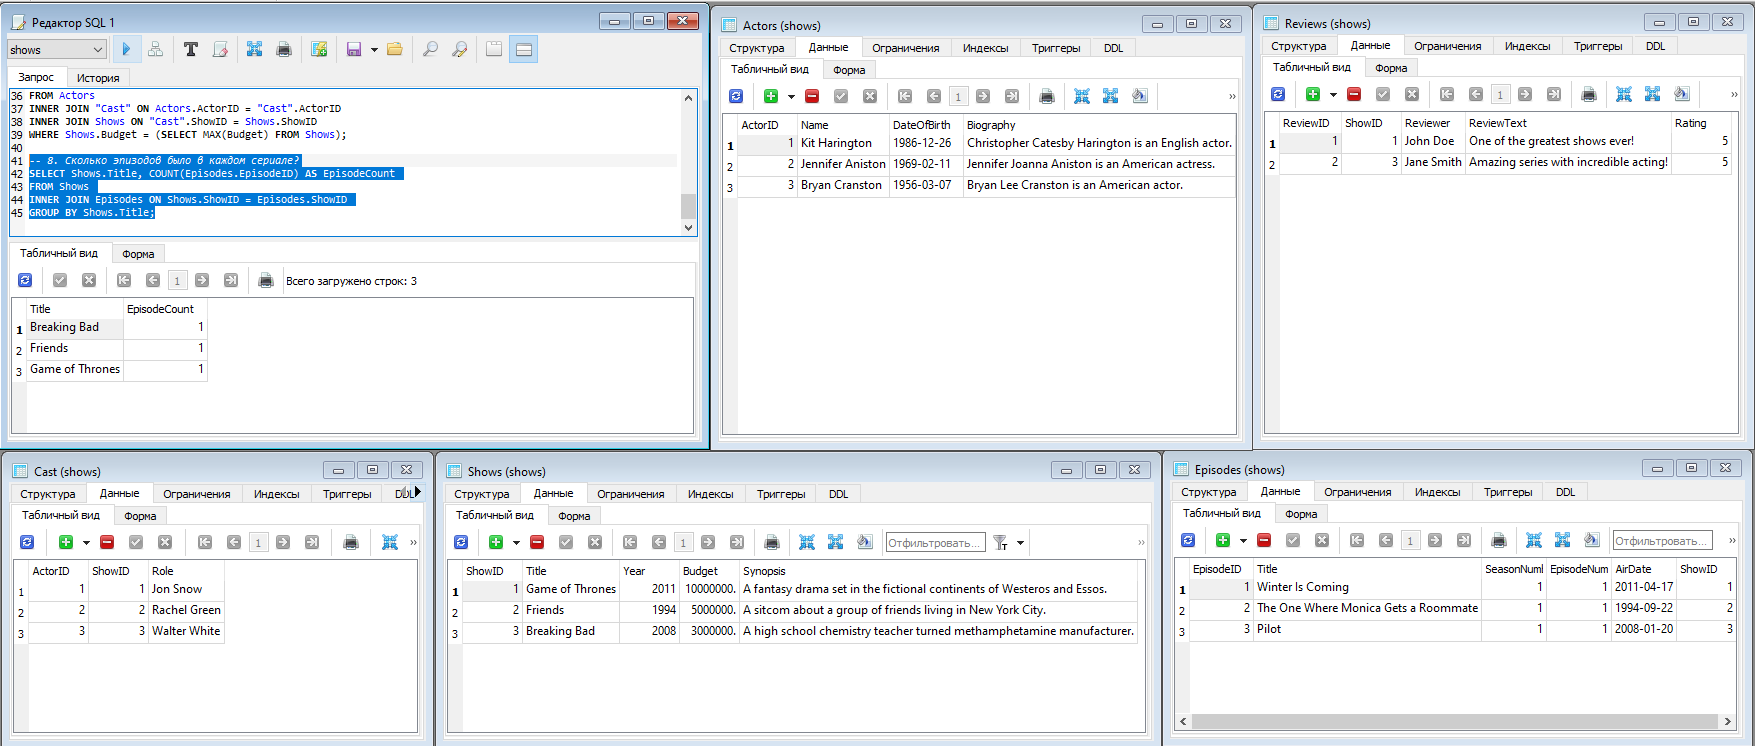 Редактор SQL 1
shows
Запрос История
36 FROM Actors
37 INNER JOIN "Cast" ON Actors.ActorID = "Cast".ActorID
38 INNER JOIN Shows ON "Cast".ShowID = Shows.ShowID
39 WHERE Shows.Budget = (SELECT MAX(Budget) FROM Shows);
40
41 -- 8. Сколько эпизодов было в каждом сериале?
42 SELECT Shows.Title, COUNT(Episodes.EpisodeID) AS EpisodeCount
43 FROM Shows
44 INNER JOIN Episodes ON Shows.ShowID = Episodes.ShowID
45 GROUP BY Shows.Title;
Табличный вид Форма
1 Всего загружено строк: 3
Title EpisodeCount
1 Breaking Bad 1
2 Friends 1
3 Game of Thrones 1
Actors (shows)
Структура Данные Ограничения Индексы Триггеры DDL
Табличный вид Форма
1 »
ActorID Name DateOfBirth Biography
1 1 Kit Harington 1986-12-26 Christopher Catesby Harington is an English actor.
2 2 Jennifer Aniston 1969-02-11 Jennifer Joanna Aniston is an American actress.
3 3 Bryan Cranston 1956-03-07 Bryan Lee Cranston is an American actor.
Reviews (shows)
Структура Данные Ограничения Индексы Триггеры DDL
Табличный вид Форма
1 »
ReviewID ShowID Reviewer ReviewText Rating
1 1 1 John Doe One of the greatest shows ever! 5
2 2 3 Jane Smith Amazing series with incredible acting! 5
Cast (shows)
Структура Данные Ограничения Индексы Триггеры
Табличный вид Форма
1 »
ActorID ShowID Role
1 1 1 Jon Snow
2 2 2 Rachel Green
3 3 3 Walter White
Shows (shows)
Структура Данные Ограничения Индексы Триггеры DDL
Табличный вид Форма
1 Отфильтровать... »
ShowID Title Year Budget Synopsis
1 1 Game of Thrones 2011 10000000. A fantasy drama set in the fictional continents of Westeros and Essos.
2 2 Friends 1994 5000000. A sitcom about a group of friends living in New York City.
3 3 Breaking Bad 2008 3000000. A high school chemistry teacher turned methamphetamine manufacturer.
Episodes (shows)
Структура Данные Ограничения Индексы Триггеры DDL
Табличный вид Форма
1 Отфильтровать... »
EpisodeID Title SeasonNuml EpisodeNum AirDate ShowID
1 1 Winter Is Coming 1 1 2011-04-17 1
2 2 The One Where Monica Gets a Roommate 1 1 1994-09-22 2
3 3 Pilot 1 1 2008-01-20 3